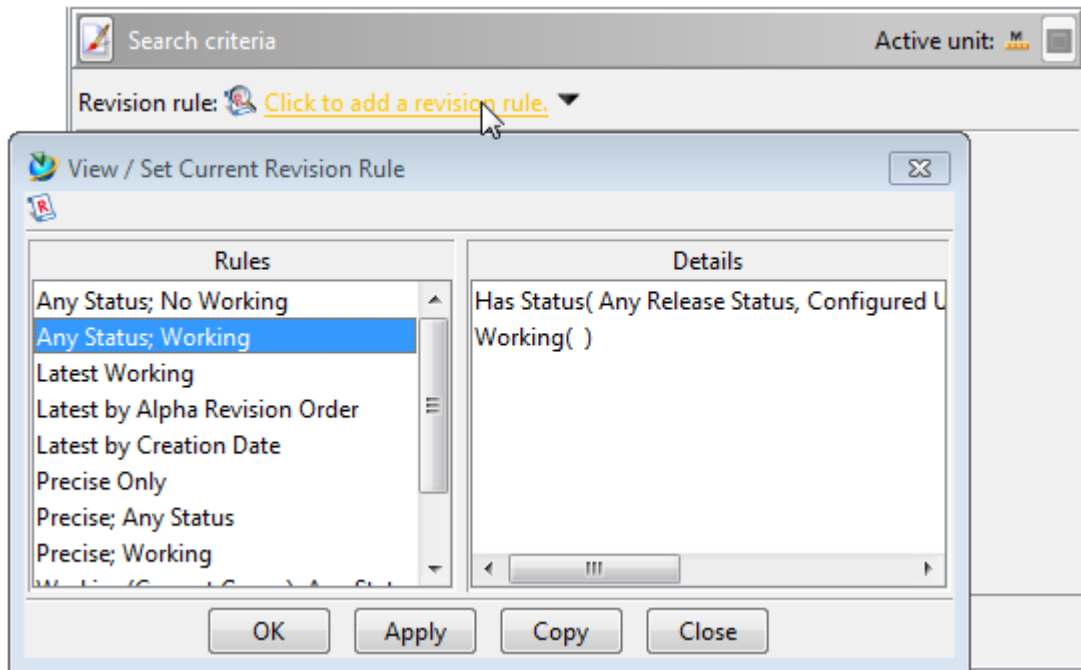 Search criteria
Active unit: M
Revision rule: Click to add a revision rule.
View / Set Current Revision Rule
R
Rules
Details
Any Status; No Working
Any Status; Working
Latest Working
Latest by Alpha Revision Order
Latest by Creation Date
Precise Only
Precise; Any Status
Precise; Working
Has Status( Any Release Status, Configured U
Working( )
OK
Apply
Copy
Close